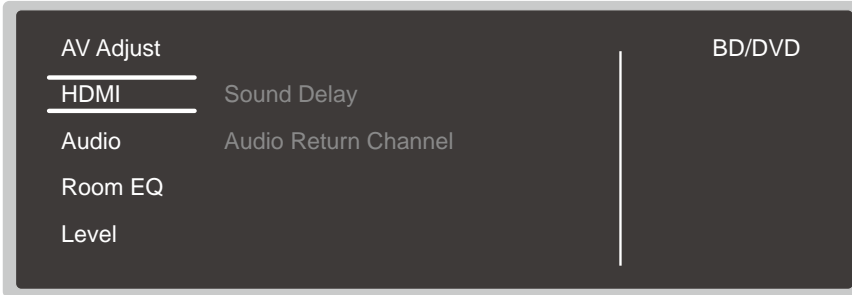 AV Adjust
BD/DVD
HDMI
Sound Delay
Audio
Audio Return Channel
Room EQ
Level